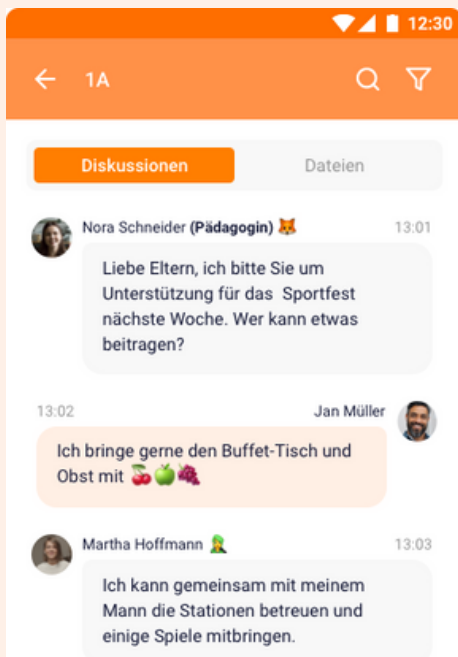 12:30
1A
Diskussionen
Dateien
Nora Schneider (Pädagogin) 🦊 13:01
Liebe Eltern, ich bitte Sie um
Unterstützung für das Sportfest
nächste Woche. Wer kann etwas
beitragen?
13:02 Jan Müller
Ich bringe gerne den Buffet-Tisch und
Obst mit 🍒🍏🍇
Martha Hoffmann 🧝‍♀️ 13:03
Ich kann gemeinsam mit meinem
Mann die Stationen betreuen und
einige Spiele mitbringen.